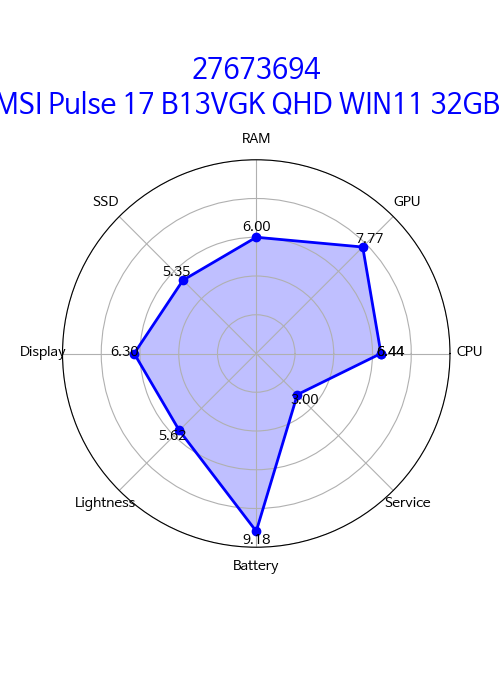 27673694
MSI Pulse 17 B13VGK QHD WIN11 32GB
RAM
SSD
GPU
6.00
7.77
5.35
Display
6.30
6.44
CPU
3.00
5.62
Lightness
Service
9.18
Battery